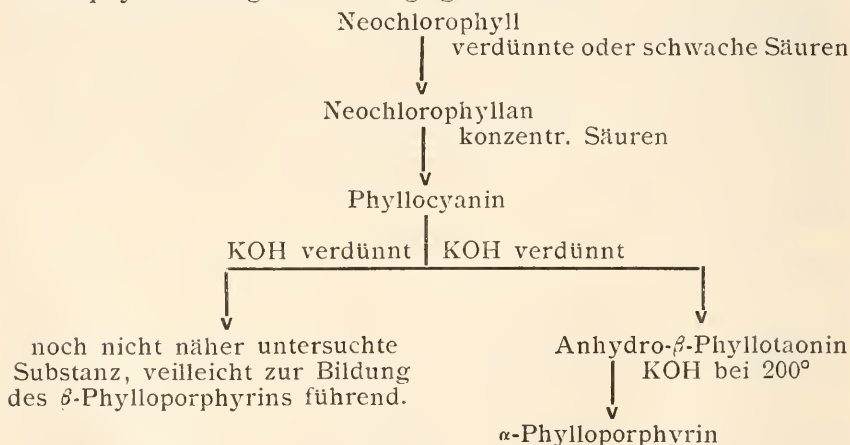 Neochlorophyll
verdünnte oder schwache Säuren
Neochlorophyllan
konzentr. Säuren
Phyllocyanin
KOH verdünnt KOH verdünnt
noch nicht näher untersuchte
Substanz, veilleicht zur Bildung
des β-Phylloporphyrins führend.
Anhydro-β-Phyllotaonin
KOH bei 200°
α-Phylloporphyrin